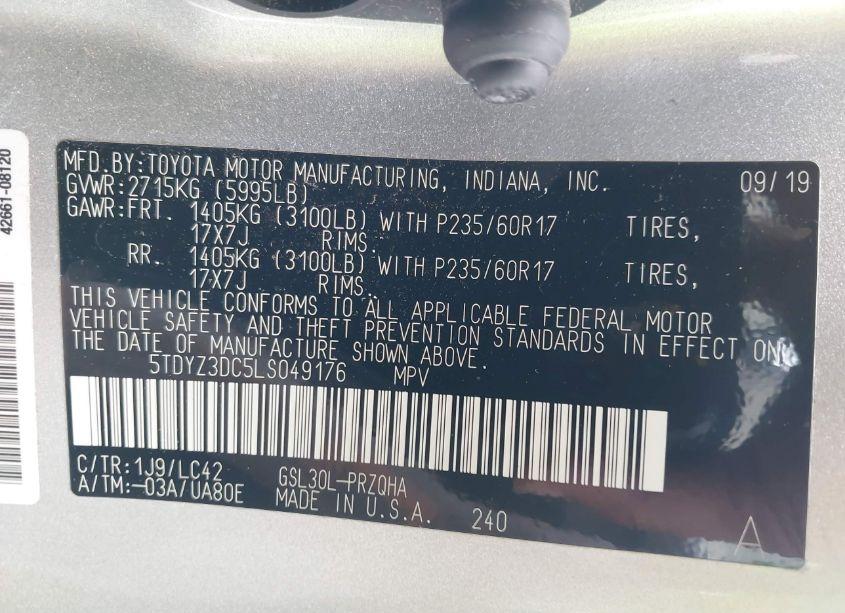 42661-08120
MFD. BY: TOYOTA MOTOR MANUFACTURING, INDIANA, INC. 09/19
GVWR: 2715KG (5995LB)
GAWR: FRT. 1405KG (3100LB) WITH P235/60R17 TIRES,
17X7J RIMS.
RR. 1405KG (3100LB) WITH P235/60R17 TIRES,
17X7J RIMS.
THIS VEHICLE CONFORMS TO ALL APPLICABLE FEDERAL MOTOR
VEHICLE SAFETY AND THEFT PREVENTION STANDARDS IN EFFECT ON
THE DATE OF MANUFACTURE SHOWN ABOVE.
5TDYZ3DC5LS049176 MPV
C/TR: 1J9/LC42 GSL30L-PRZQHA
A/TM: -03A/UA80E MADE IN U.S.A. 240 A